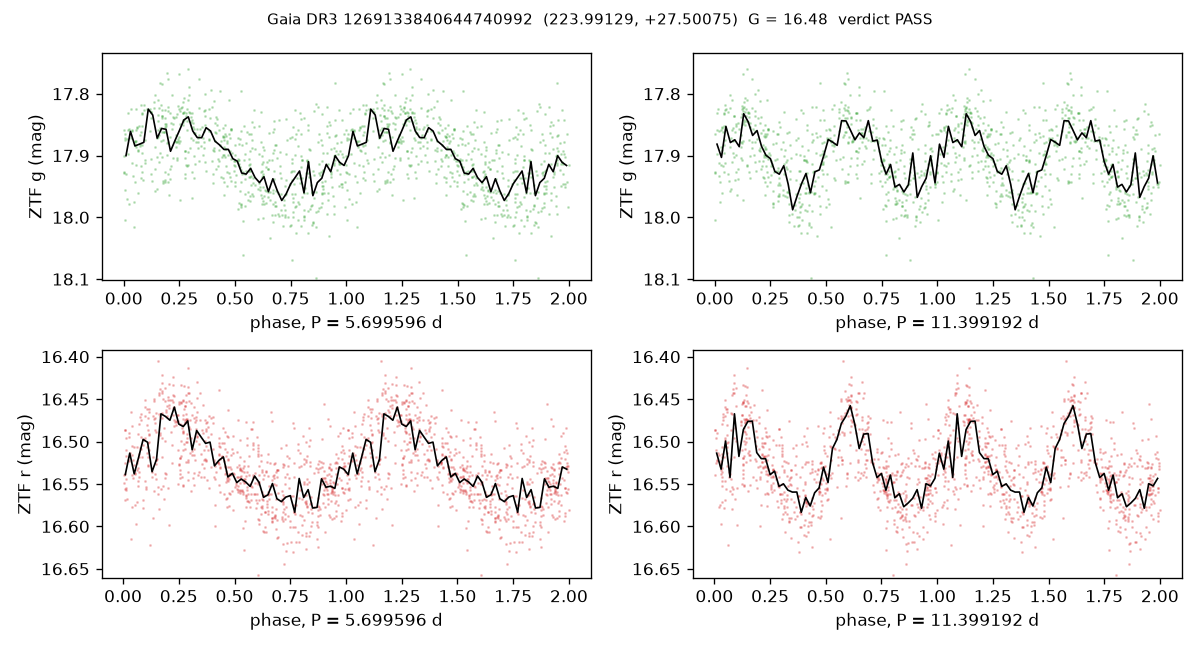 Gaia DR3 1269133840644740992 (223.99129, +27.50075) G = 16.48 verdict PASS
ZTF g (mag)
17.8
17.9
18.0
18.1
0.00 0.25 0.50 0.75 1.00 1.25 1.50 1.75 2.00
phase, P = 5.699596 d
ZTF g (mag)
17.8
17.9
18.0
18.1
0.00 0.25 0.50 0.75 1.00 1.25 1.50 1.75 2.00
phase, P = 11.399192 d
ZTF r (mag)
16.40
16.45
16.50
16.55
16.60
16.65
0.00 0.25 0.50 0.75 1.00 1.25 1.50 1.75 2.00
phase, P = 5.699596 d
ZTF r (mag)
16.40
16.45
16.50
16.55
16.60
16.65
0.00 0.25 0.50 0.75 1.00 1.25 1.50 1.75 2.00
phase, P = 11.399192 d